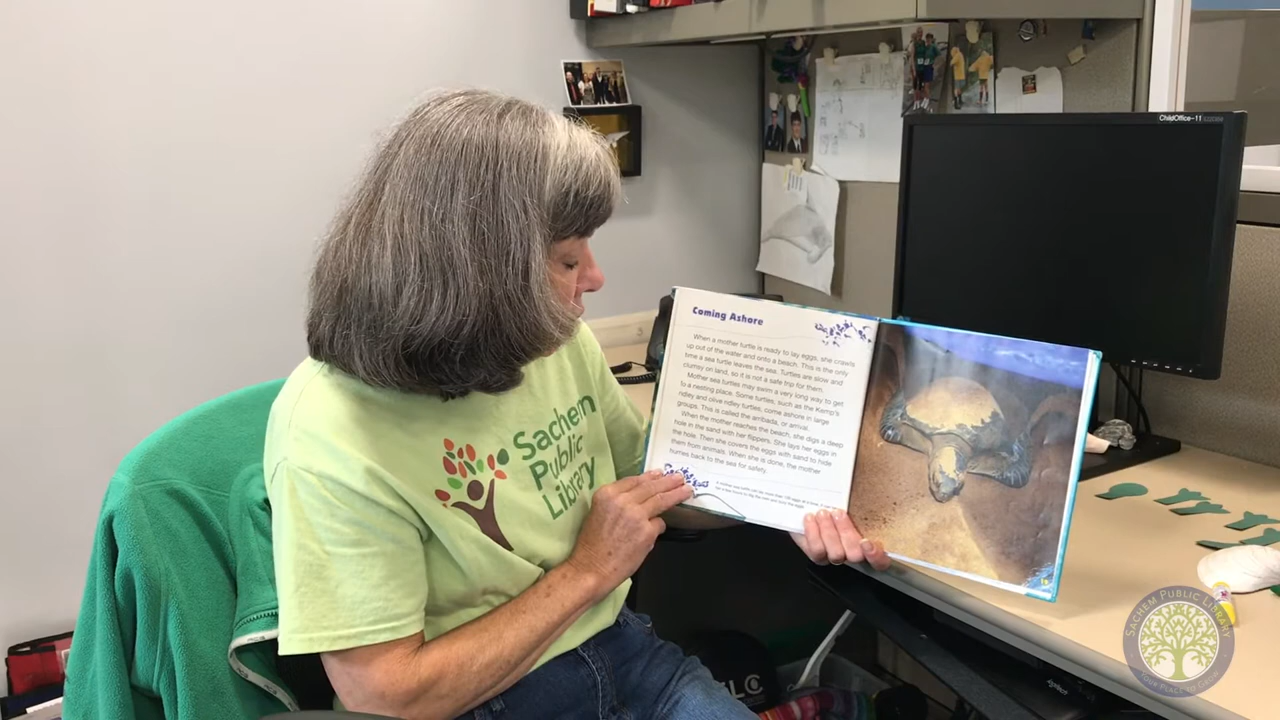 ChildOffice-11
Coming Ashore
When a mother turtle is ready to lay eggs, she crawls
up out of the water and onto a beach. This is the only
time a sea turtle leaves the sea. Turtles are slow and
clumsy on land, so it is not a safe trip for them.
Mother sea turtles may swim a very long way to get
to a nesting place. Some turtles, such as the Kemp's
ridley and olive ridley turtles, come ashore in large
groups. This is called the arribada, or arrival.
When the mother reaches the beach, she digs a deep
hole in the sand with her flippers. She lays her eggs in
the hole. Then she covers the eggs with sand to hide
them from animals. When she is done, the mother
hurries back to the sea for safety.
Sachem
Public
Library
logitech
SACHEM PUBLIC LIBRARY
YOUR PLACE TO GROW